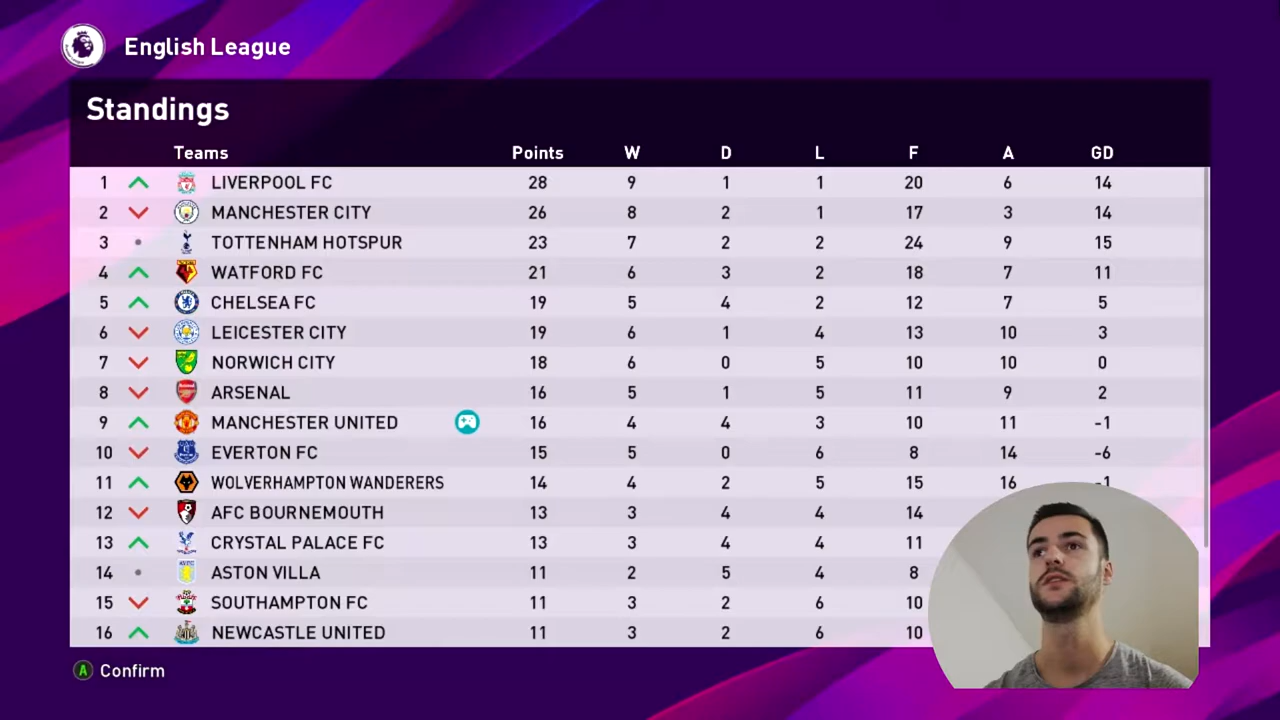 English League
Standings
Teams Points W D L F A GD
1 LIVERPOOL FC 28 9 1 1 20 6 14
2 MANCHESTER CITY 26 8 2 1 17 3 14
3 TOTTENHAM HOTSPUR 23 7 2 2 24 9 15
4 WATFORD FC 21 6 3 2 18 7 11
5 CHELSEA FC 19 5 4 2 12 7 5
6 LEICESTER CITY 19 6 1 4 13 10 3
7 NORWICH CITY 18 6 0 5 10 10 0
8 ARSENAL 16 5 1 5 11 9 2
9 MANCHESTER UNITED 16 4 4 3 10 11 -1
10 EVERTON FC 15 5 0 6 8 14 -6
11 WOLVERHAMPTON WANDERERS 14 4 2 5 15 16 -1
12 AFC BOURNEMOUTH 13 3 4 4 14
13 CRYSTAL PALACE FC 13 3 4 4 11
14 ASTON VILLA 11 2 5 4 8
15 SOUTHAMPTON FC 11 3 2 6 10
16 NEWCASTLE UNITED 11 3 2 6 10
A Confirm